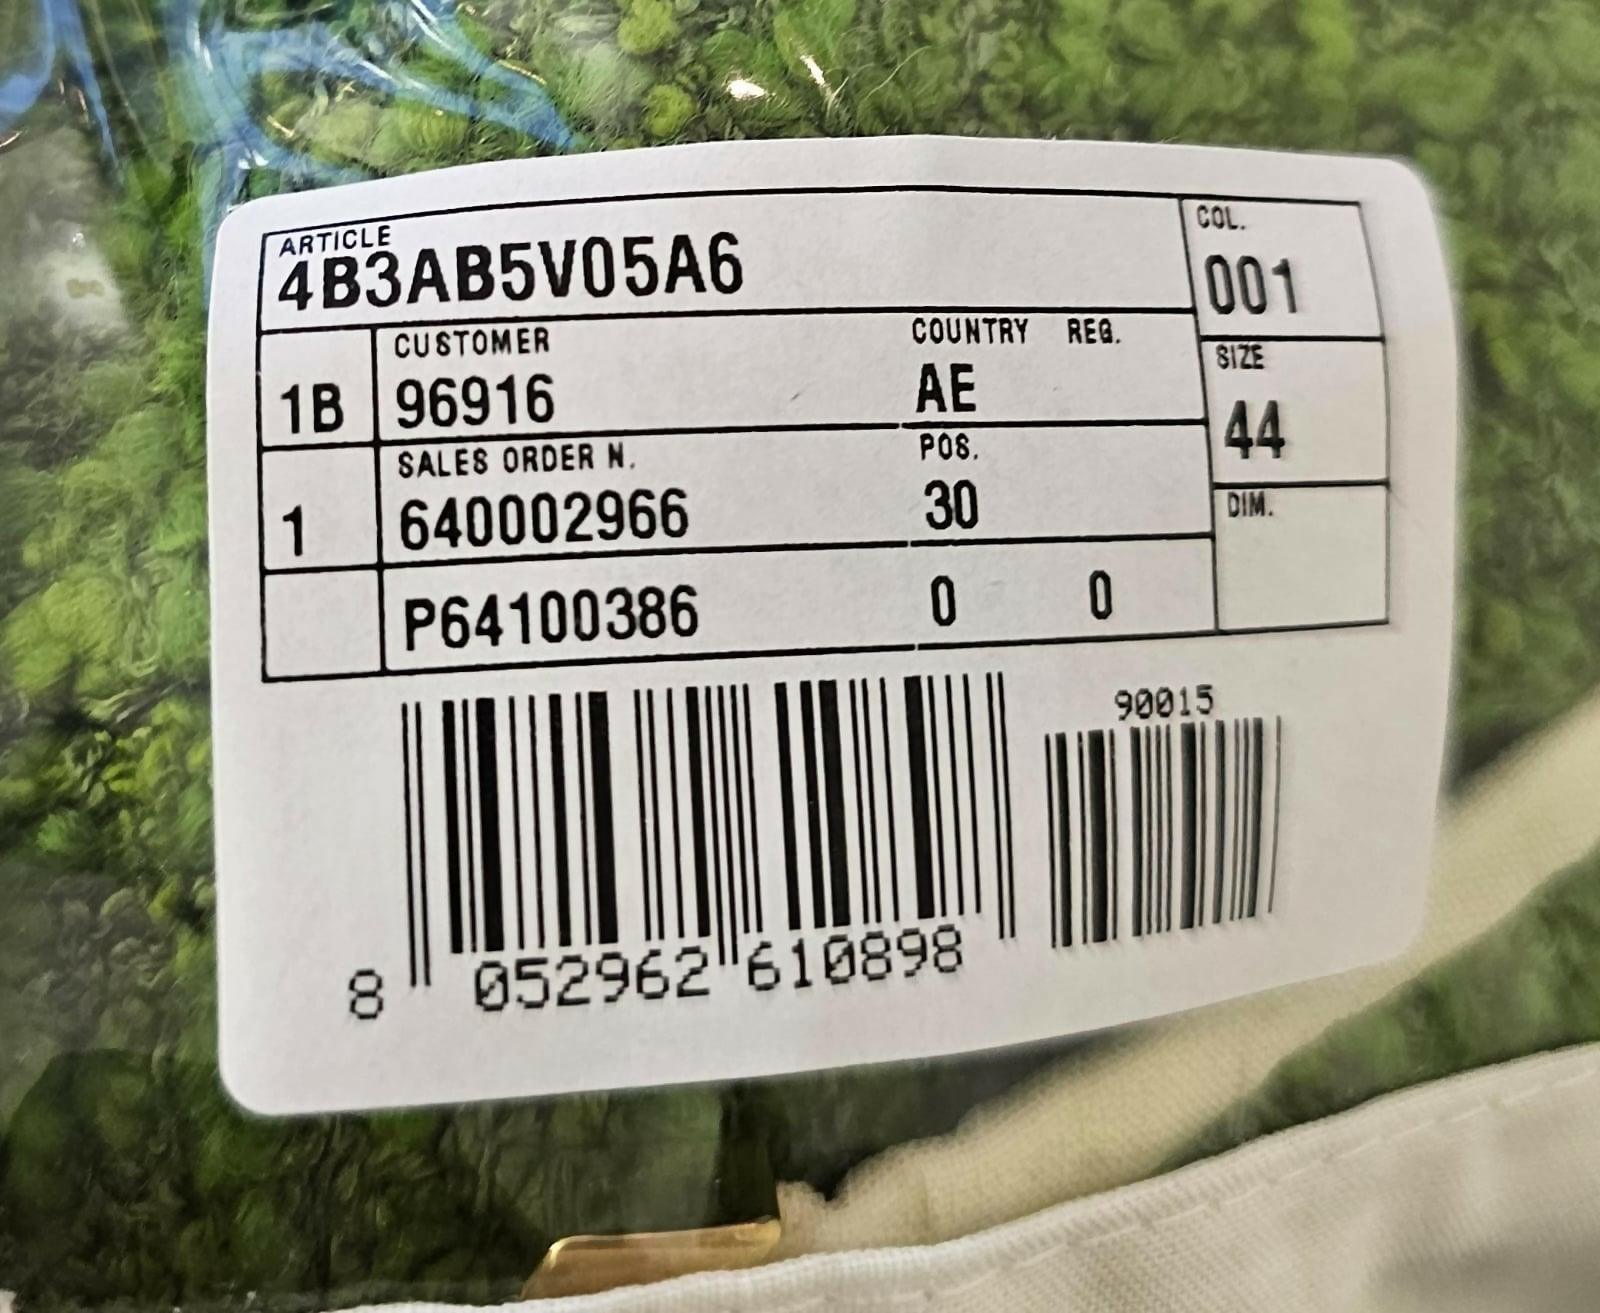 ARTICLE
4B3AB5V05A6
COL.
001
1B
CUSTOMER
96916
COUNTRY REG.
AE
SIZE
44
1
SALES ORDER N.
640002966
POS.
30
DIM.
P64100386 0 0
90015
8 052962 610898